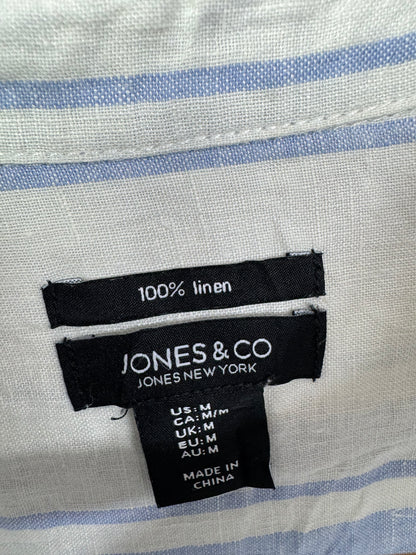 100% linen
JONES & CO
JONES NEW YORK
US: M
CA: M/M
UK: M
EU: M
AU: M
MADE IN
CHINA